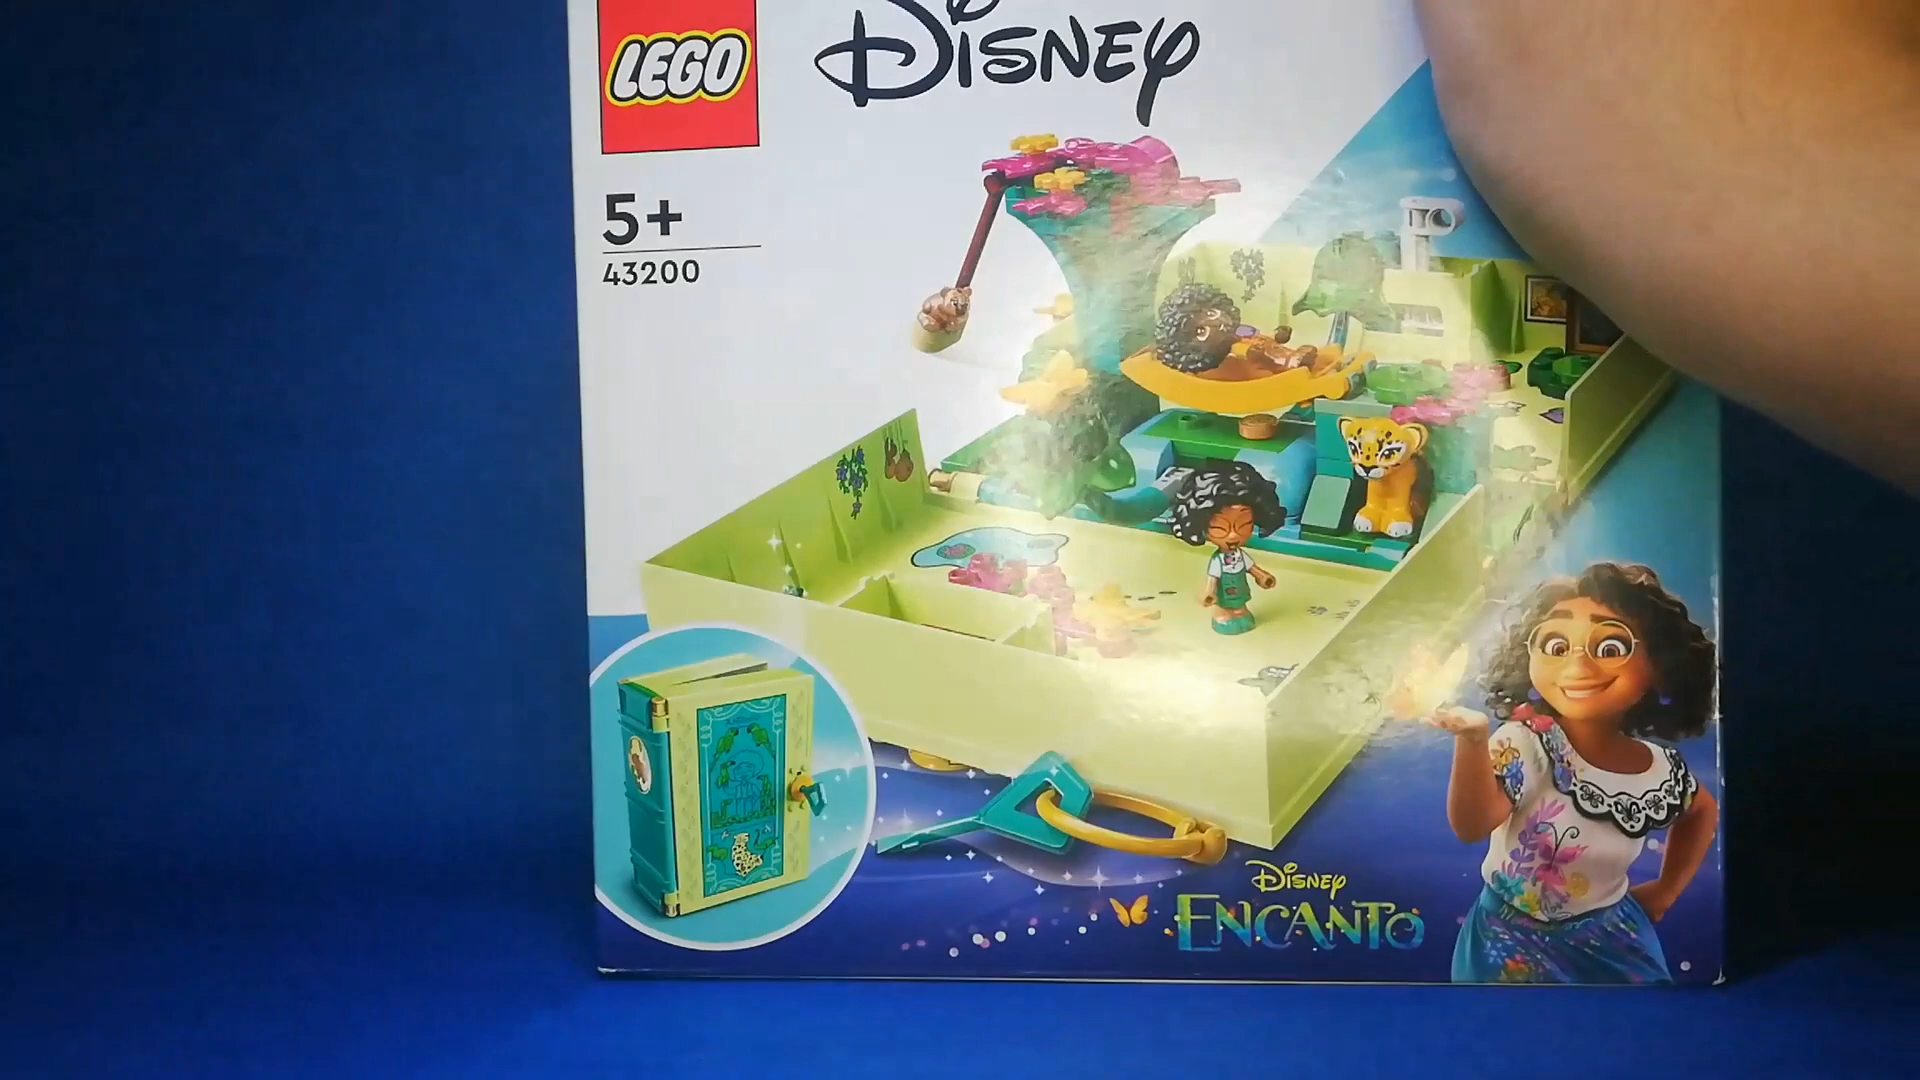 LEGO
DISNEY
5+
43200
DISNEY
ENCANTO